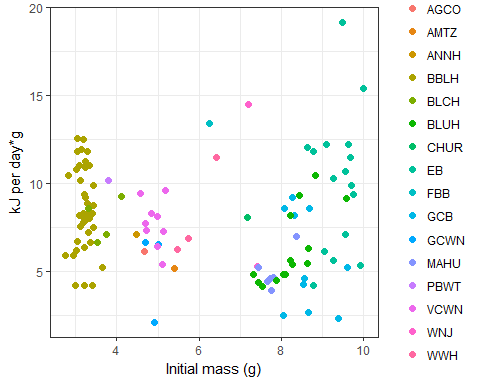 20
15
10
5
kJ per day*g
4
6
8
10
Initial mass (g)
AGCO
AMTZ
ANNH
BBLH
BLCH
BLUH
CHUR
EB
FBB
GCB
GCWN
MAHU
PBWT
VCWN
WNJ
WWH